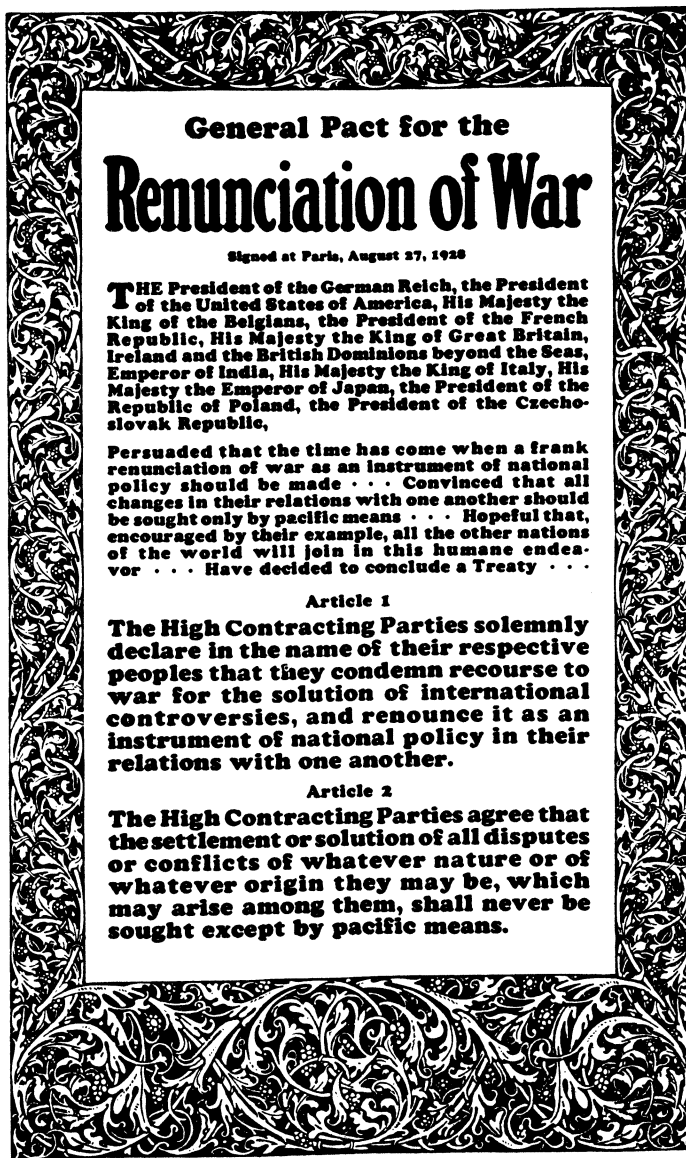 General Pact for the
Renunciation of War
Signed at Paris, August 27, 1928
THE President of the German Reich, the President
of the United States of America, His Majesty the
King of the Belgians, the President of the French
Republic, His Majesty the King of Great Britain,
Ireland and the British Dominions beyond the Seas,
Emperor of India, His Majesty the King of Italy, His
Majesty the Emperor of Japan, the President of the
Republic of Poland, the President of the Czecho-
slovak Republic,
Persuaded that the time has come when a frank
renunciation of war as an instrument of national
policy should be made · · · Convinced that all
changes in their relations with one another should
be sought only by pacific means · · · Hopeful that,
encouraged by their example, all the other nations
of the world will join in this humane endea-
vor · · · Have decided to conclude a Treaty · · ·
Article 1
The High Contracting Parties solemnly
declare in the name of their respective
peoples that they condemn recourse to
war for the solution of international
controversies, and renounce it as an
instrument of national policy in their
relations with one another.
Article 2
The High Contracting Parties agree that
the settlement or solution of all disputes
or conflicts of whatever nature or of
whatever origin they may be, which
may arise among them, shall never be
sought except by pacific means.